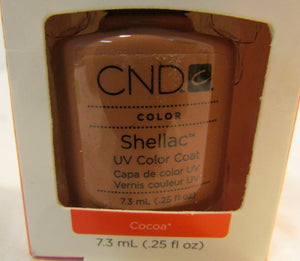 CND
COLOR
Shellac™
UV Color Coat
Capa de color UV
Vernis couleur UV
7.3 mL (.25 fl oz)
Cocoa*
7.3 mL (.25 fl oz)